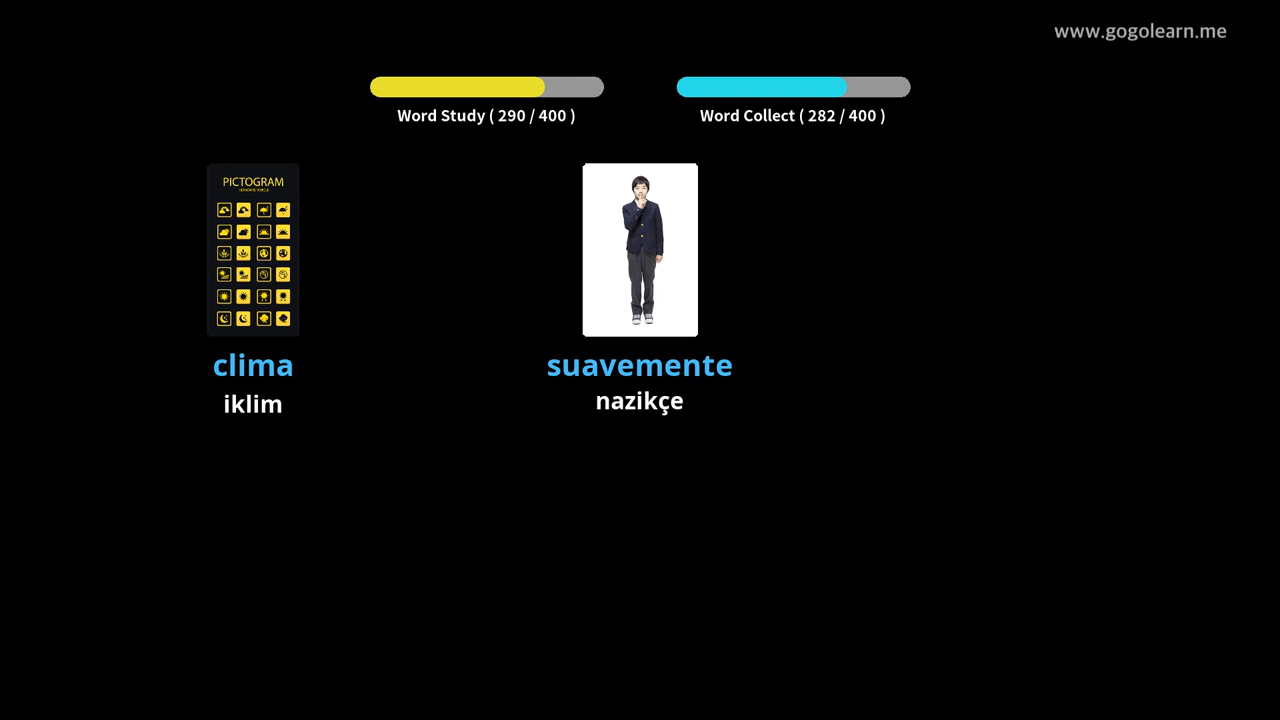 www.gogolearn.me
Word Study ( 290 / 400 )
Word Collect ( 282 / 400 )
PICTOGRAM
clima
suavemente
iklim
nazikçe